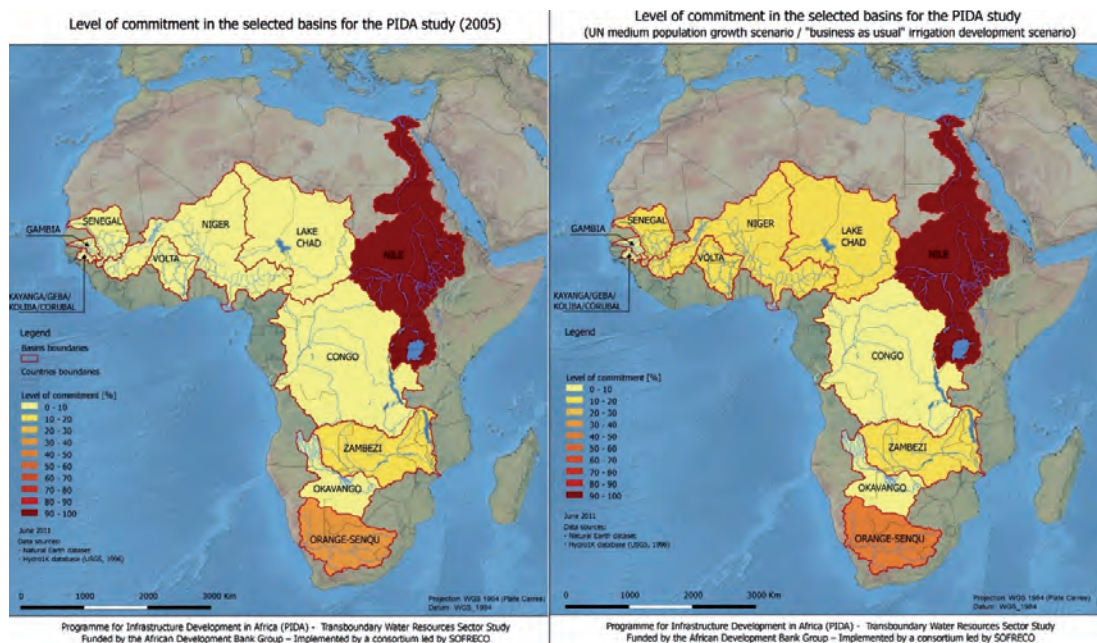 Level of commitment in the selected basins for the PIDA study (2005)
SENEGAL
GAMBIA
NIGER
LAKE
CHAD
VOLTA
NILE
KAYANGA/GEBA/
KOLIBA/CORUBAL
CONGO
ZAMBEZI
OKAVANGO
ORANGE-SENQU
Legend
Basins boundaries
Countries boundaries
Level of commitment [%]
0 - 10
10 - 20
20 - 30
30 - 40
40 - 50
50 - 60
60 - 70
70 - 80
80 - 90
90 - 100
June 2011
Data sources:
- Natural Earth dataset
- Hydro1K database (USGS, 1996)
0 1000 2000 3000 Km
Projection: WGS 1984 (Plate Carree)
Datum: WGS_1984
Programme for Infrastructure Development in Africa (PIDA) - Transboundary Water Resources Sector Study
Funded by the African Development Bank Group – Implemented by a consortium led by SOFRECO
Level of commitment in the selected basins for the PIDA study
(UN medium population growth scenario / "business as usual" irrigation development scenario)
SENEGAL
GAMBIA
NIGER
LAKE
CHAD
VOLTA
NILE
KAYANGA/GEBA/
KOLIBA/CORUBAL
CONGO
ZAMBEZI
OKAVANGO
ORANGE-SENQU
Legend
Basins boundaries
Countries boundaries
Level of commitment [%]
0 - 10
10 - 20
20 - 30
30 - 40
40 - 50
50 - 60
60 - 70
70 - 80
80 - 90
90 - 100
June 2011
Data sources:
- Natural Earth dataset
- Hydro1K database (USGS, 1996)
0 1000 2000 3000 Km
Projection: WGS 1984 (Plate Carree)
Datum: WGS_1984
Programme for Infrastructure Development in Africa (PIDA) - Transboundary Water Resources Sector Study
Funded by the African Development Bank Group – Implemented by a consortium led by SOFRECO